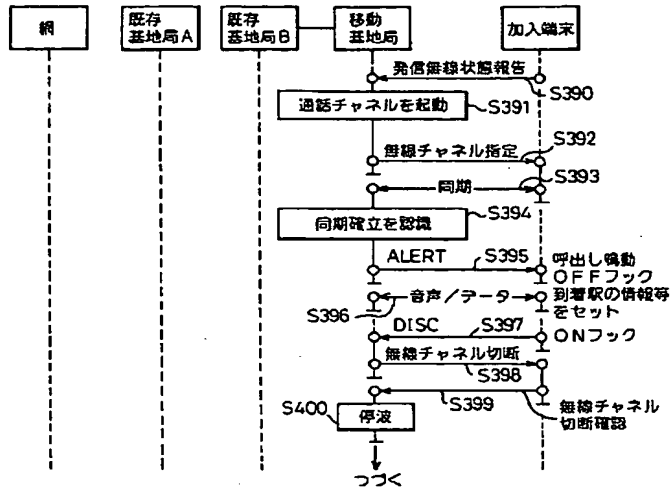 網
既存
基地局A
既存
基地局B
移動
基地局
加入端末
発信無線状態報告
S390
通話チャネルを起動
S391
S392
無線チャネル指定
S393
同期
同期確立を認識
S394
ALERT
S395
呼出し鳴動
OFFフック
音声/データ
S396
到着駅の情報等
をセット
DISC
S397
ONフック
無線チャネル切断
S398
S399
無線チャネル
切断確認
S400
停波
つづく